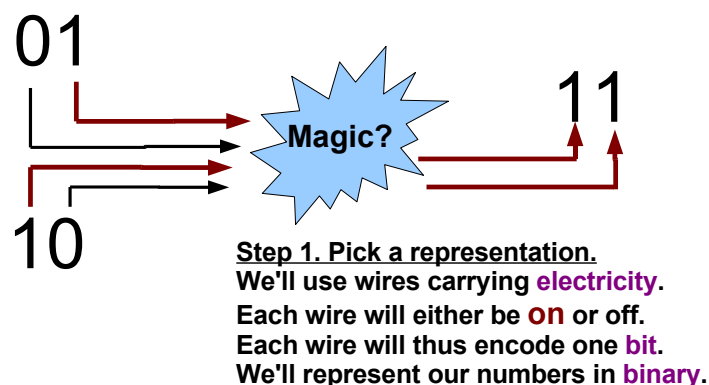 01
Magic?
11
10
Step 1. Pick a representation.
We'll use wires carrying electricity.
Each wire will either be on or off.
Each wire will thus encode one bit.
We'll represent our numbers in binary.